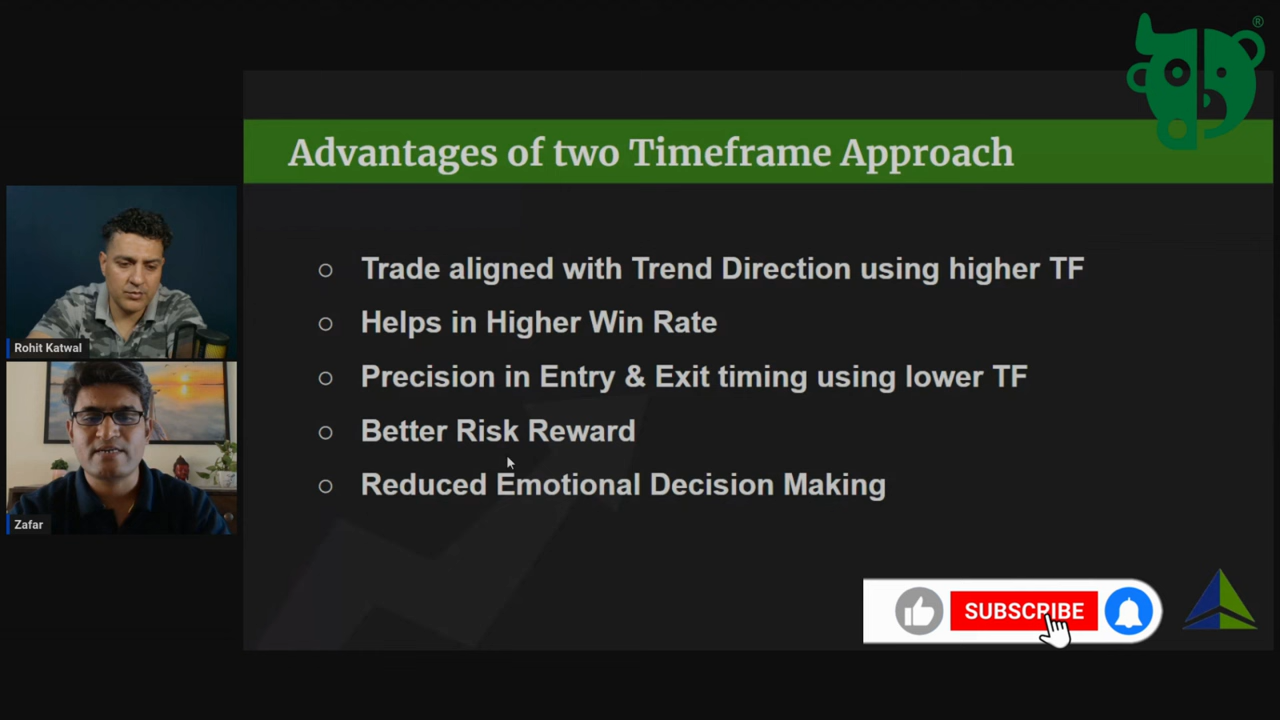 ®
Advantages of two Timeframe Approach
Trade aligned with Trend Direction using higher TF
Helps in Higher Win Rate
Precision in Entry & Exit timing using lower TF
Better Risk Reward
Reduced Emotional Decision Making
Rohit Katwal
Zafar
SUBSCRIBE